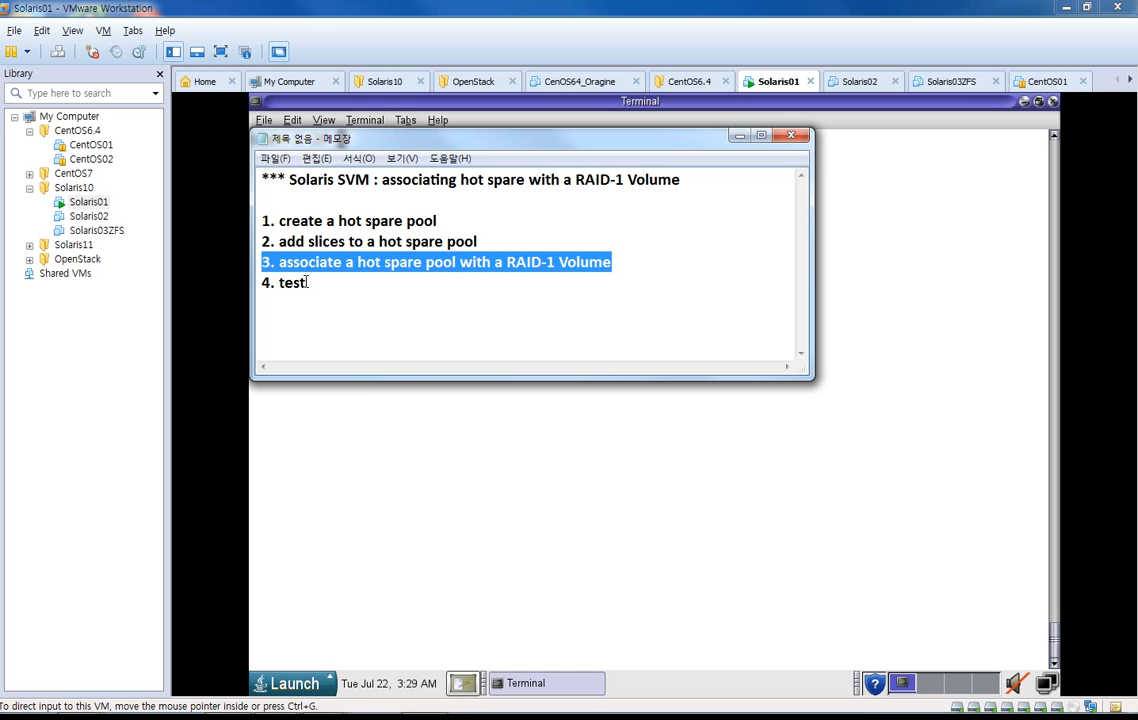 Solaris01 - VMware Workstation
File Edit View VM Tabs Help
Library
Type here to search
My Computer
CentOS6.4
CentOS01
CentOS02
CentOS7
Solaris10
Solaris01
Solaris02
Solaris03ZFS
Solaris11
OpenStack
Shared VMs
Home My Computer Solaris10 OpenStack CenOS64_Oragine CentOS6.4 Solaris01 Solaris02 Solaris03ZFS CentOS01
Terminal
File Edit View Terminal Tabs Help
제목 없음 - 메모장
파일(F) 편집(E) 서식(O) 보기(V) 도움말(H)
*** Solaris SVM : associating hot spare with a RAID-1 Volume
1. create a hot spare pool
2. add slices to a hot spare pool
3. associate a hot spare pool with a RAID-1 Volume
4. test
Launch Tue Jul 22, 3:29 AM Terminal
To direct input to this VM, move the mouse pointer inside or press Ctrl+G.